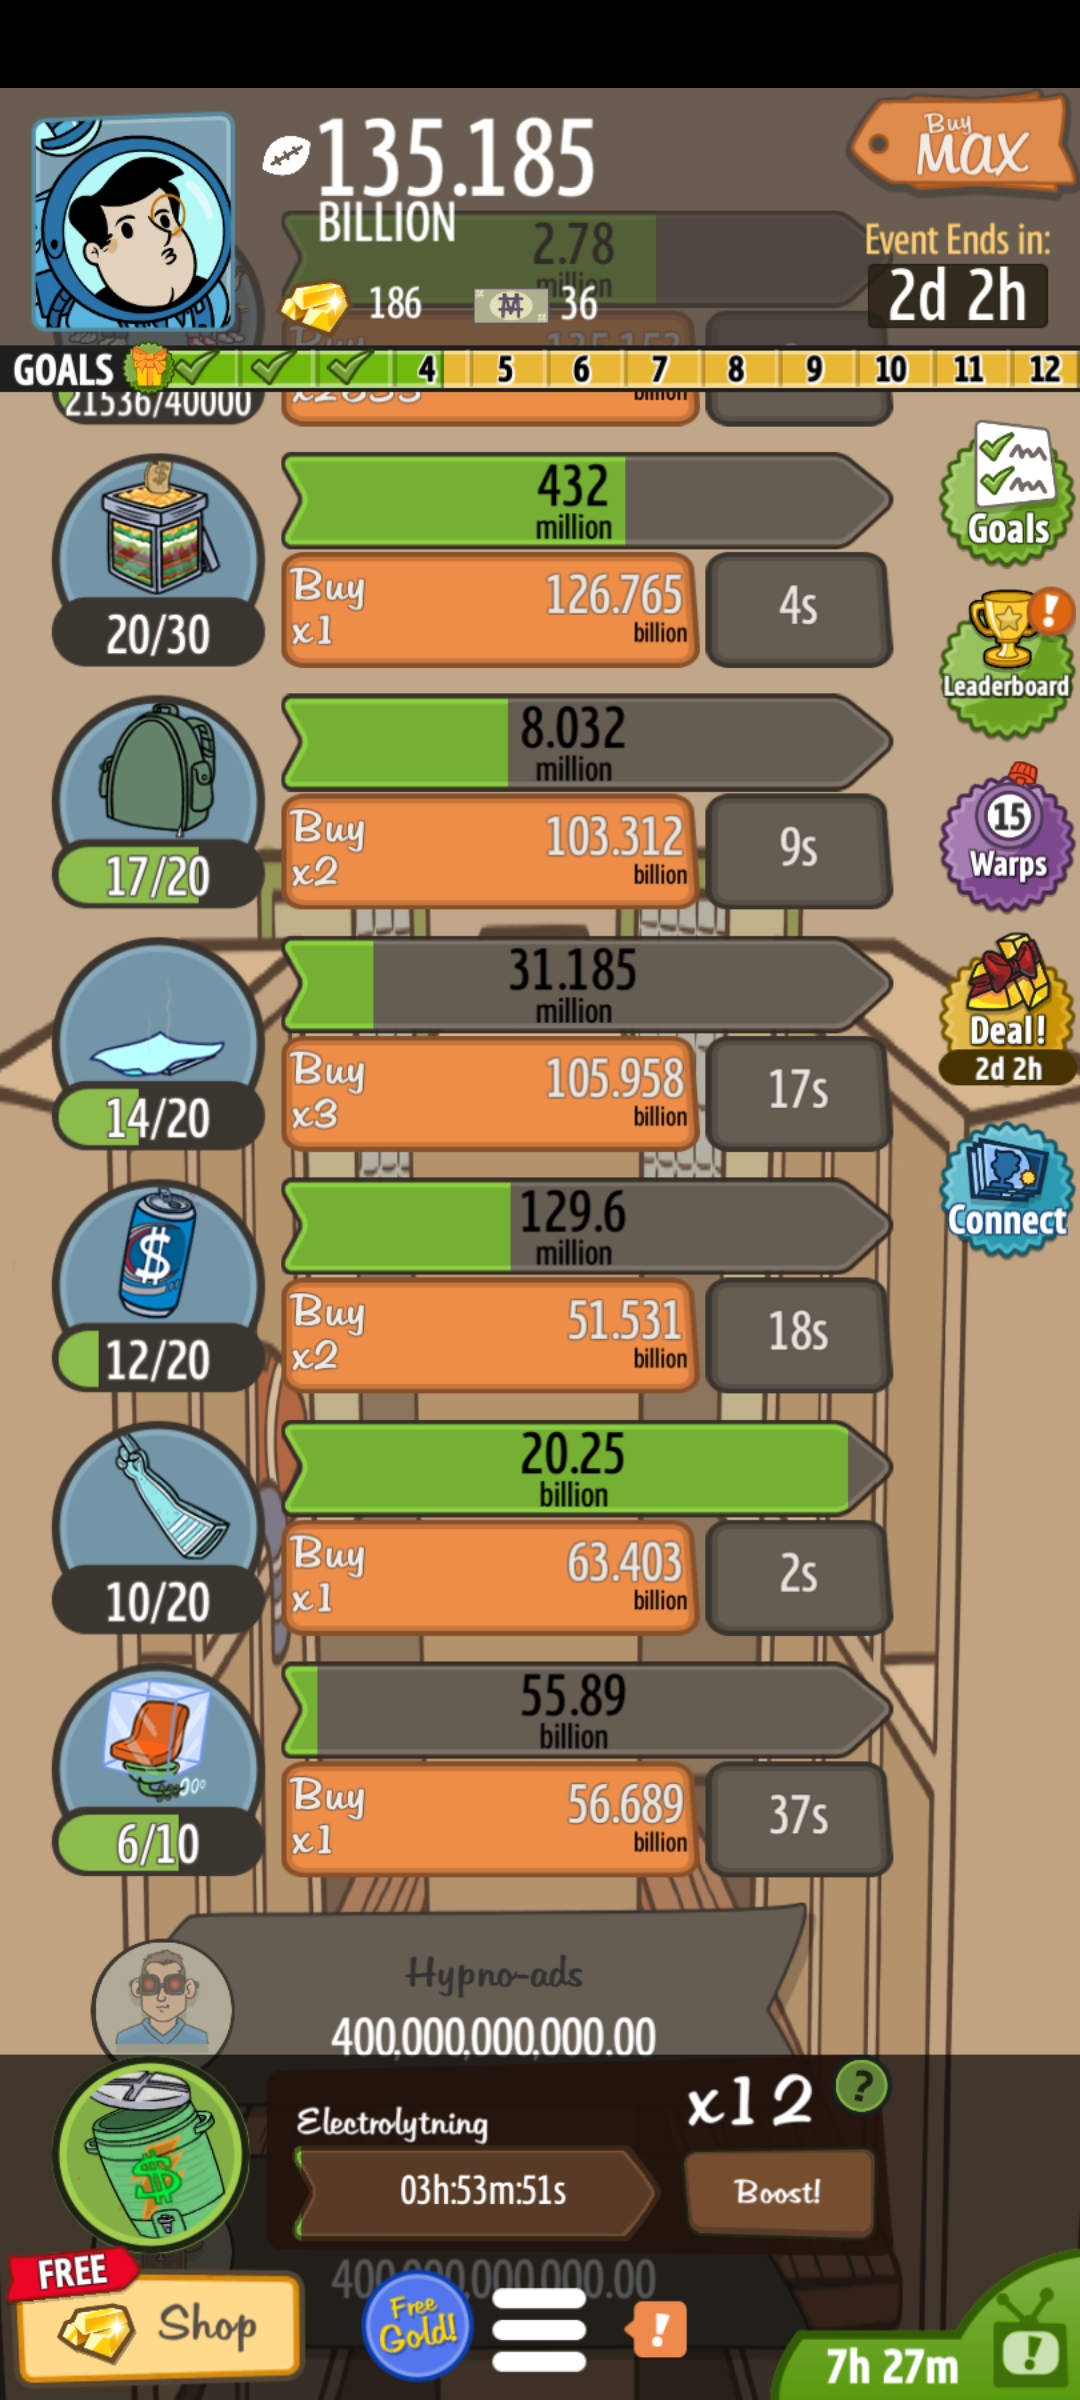 135.185
BILLION
Buy
MAX
2.78
million
Event Ends in:
2d 2h
186
36
GOALS
4
5
6
7
8
9
10
11
12
21536/40000
billion
432
million
Goals
Buy
x1
126.765
billion
4s
20/30
Leaderboard
8.032
million
Buy
x2
103.312
billion
9s
15
Warps
17/20
31.185
million
Deal!
2d 2h
Buy
x3
105.958
billion
17s
14/20
129.6
million
Connect
Buy
x2
51.531
billion
18s
12/20
20.25
billion
Buy
x1
63.403
billion
2s
10/20
55.89
billion
Buy
x1
56.689
billion
37s
6/10
Hypno-ads
400,000,000,000.00
Electrolytning
x12
?
03h:53m:51s
Boost!
FREE
Shop
400,000,000,000.00
Free
Gold!
!
7h 27m